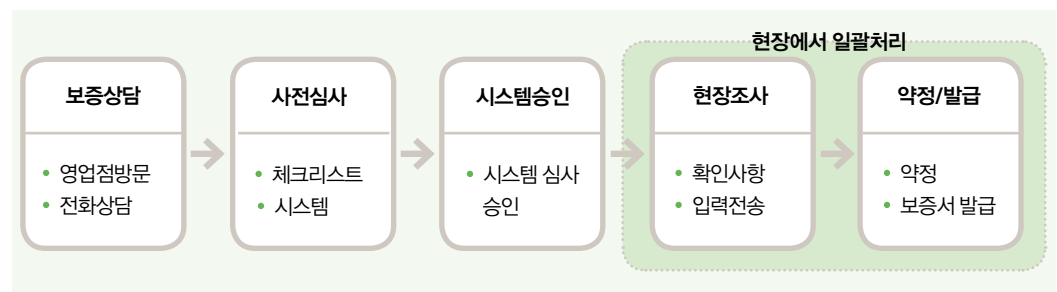 현장에서 일괄처리
보증상담
영업점방문
전화상담
사전심사
체크리스트
시스템
시스템승인
시스템 심사
승인
현장조사
확인사항
입력전송
약정/발급
약정
보증서 발급